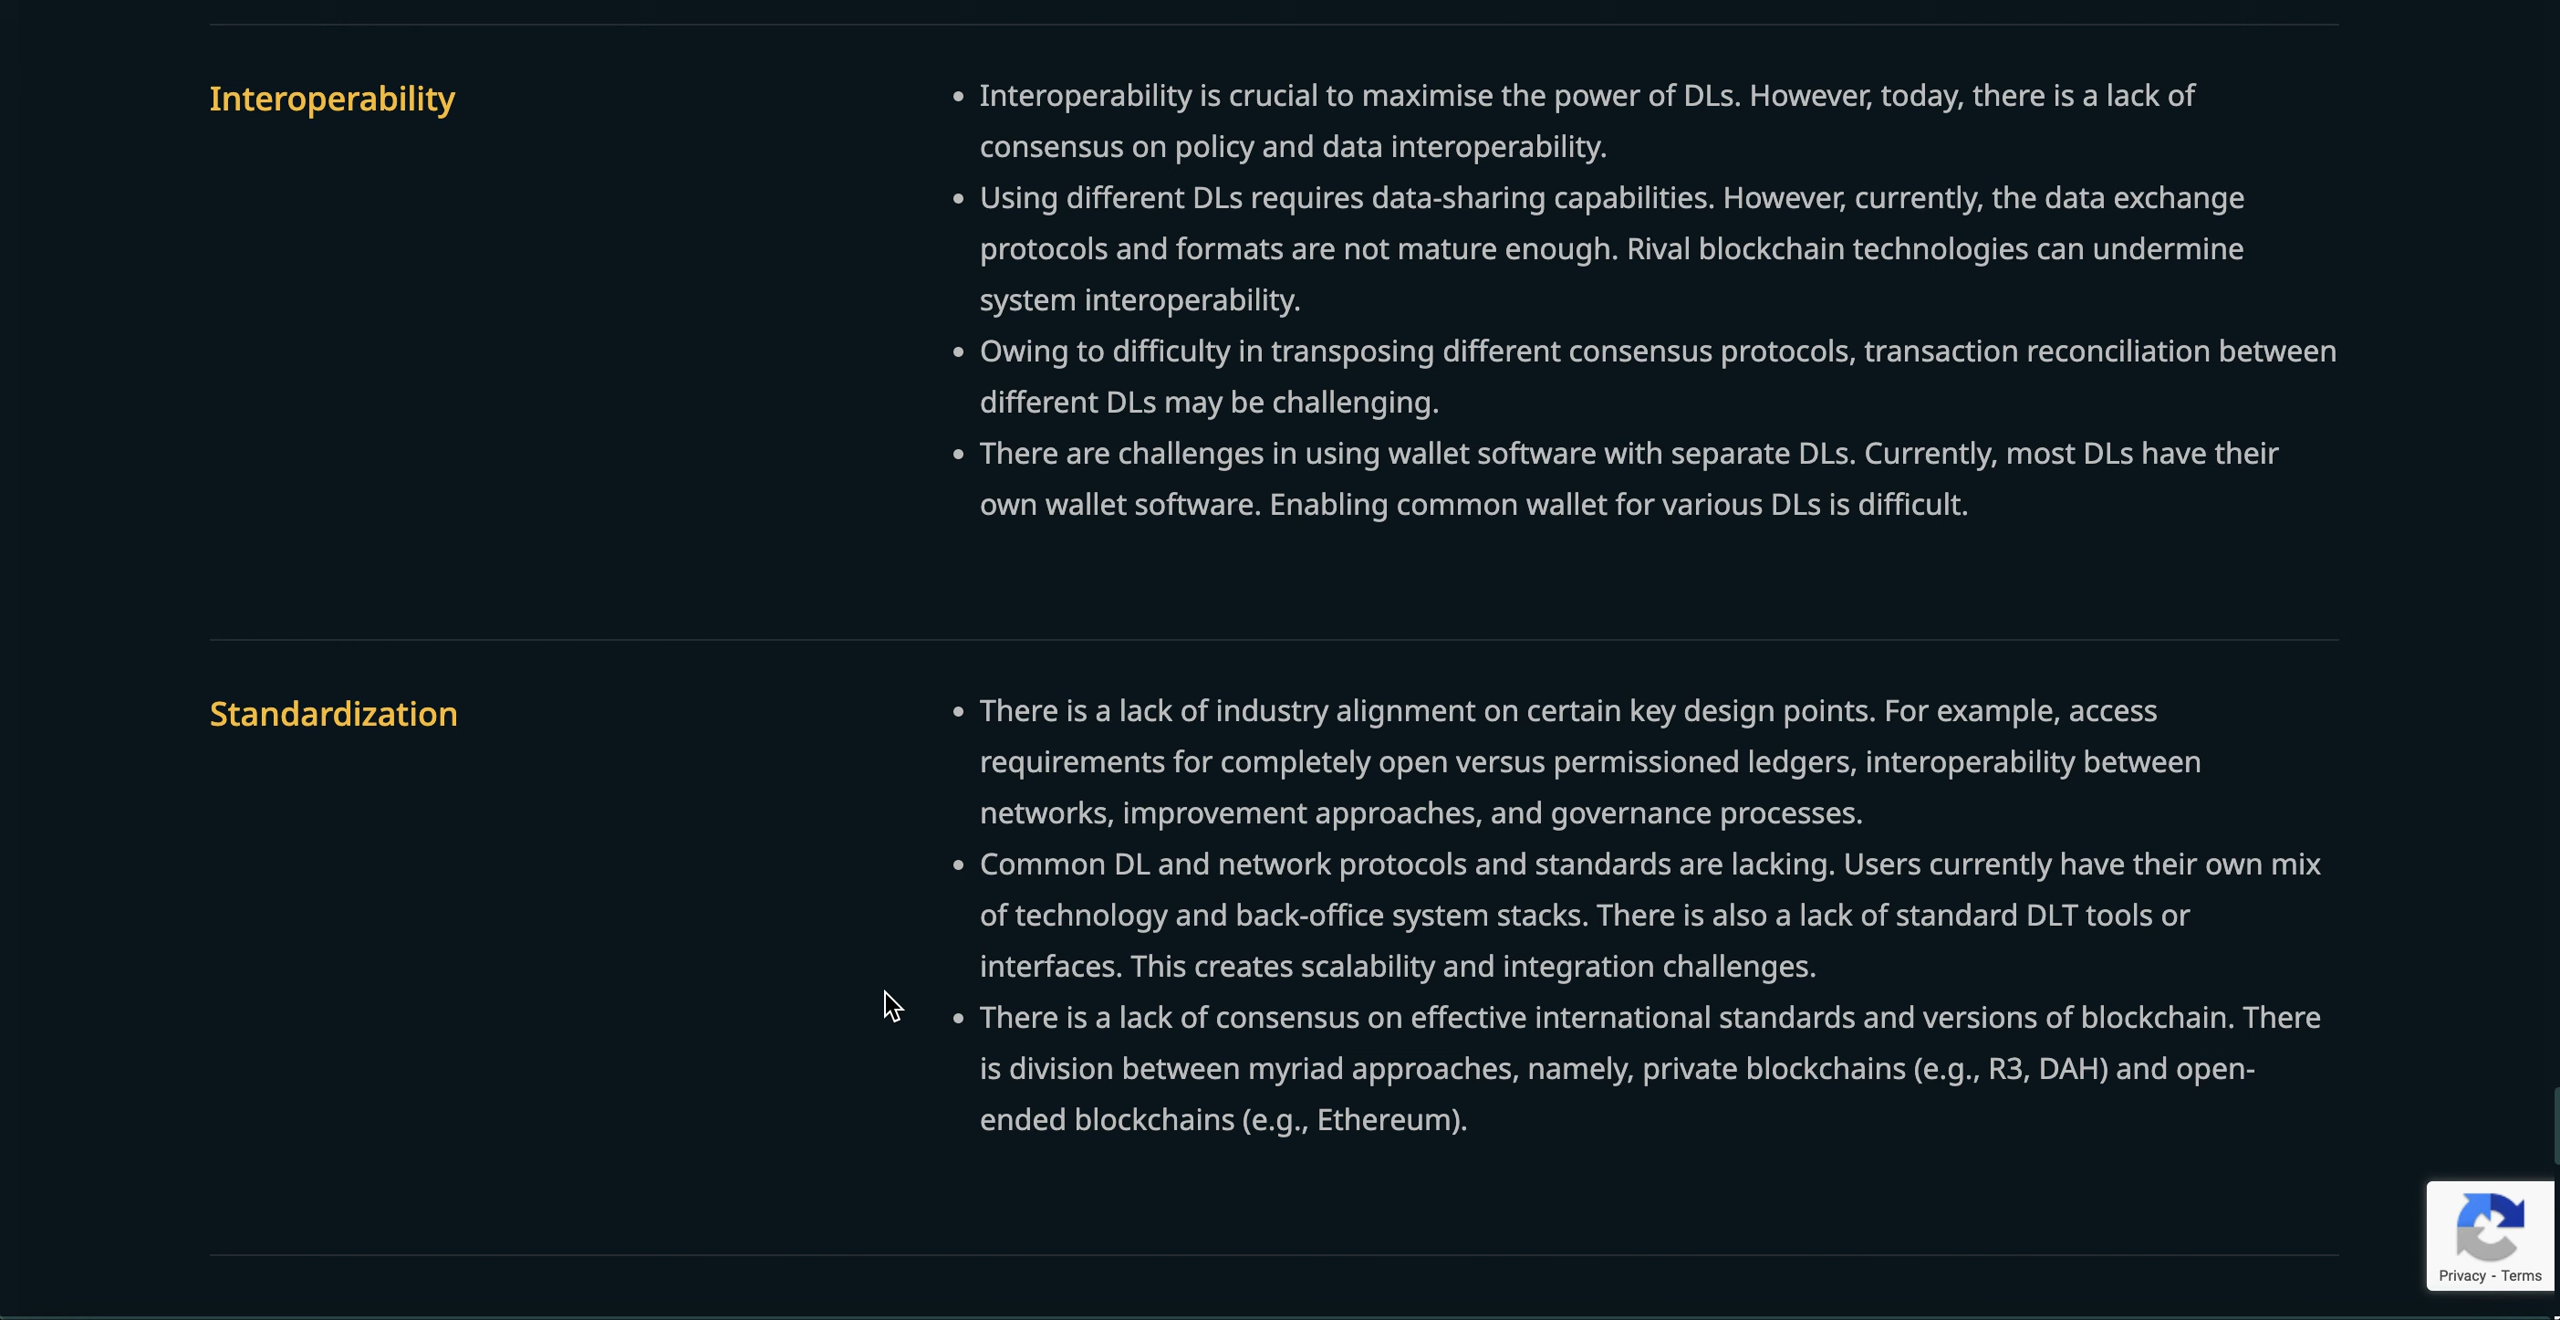 Interoperability
Interoperability is crucial to maximise the power of DLs. However, today, there is a lack of
consensus on policy and data interoperability.
Using different DLs requires data-sharing capabilities. However, currently, the data exchange
protocols and formats are not mature enough. Rival blockchain technologies can undermine
system interoperability.
Owing to difficulty in transposing different consensus protocols, transaction reconciliation between
different DLs may be challenging.
There are challenges in using wallet software with separate DLs. Currently, most DLs have their
own wallet software. Enabling common wallet for various DLs is difficult.
Standardization
There is a lack of industry alignment on certain key design points. For example, access
requirements for completely open versus permissioned ledgers, interoperability between
networks, improvement approaches, and governance processes.
Common DL and network protocols and standards are lacking. Users currently have their own mix
of technology and back-office system stacks. There is also a lack of standard DLT tools or
interfaces. This creates scalability and integration challenges.
There is a lack of consensus on effective international standards and versions of blockchain. There
is division between myriad approaches, namely, private blockchains (e.g., R3, DAH) and open-
ended blockchains (e.g., Ethereum).
Privacy - Terms